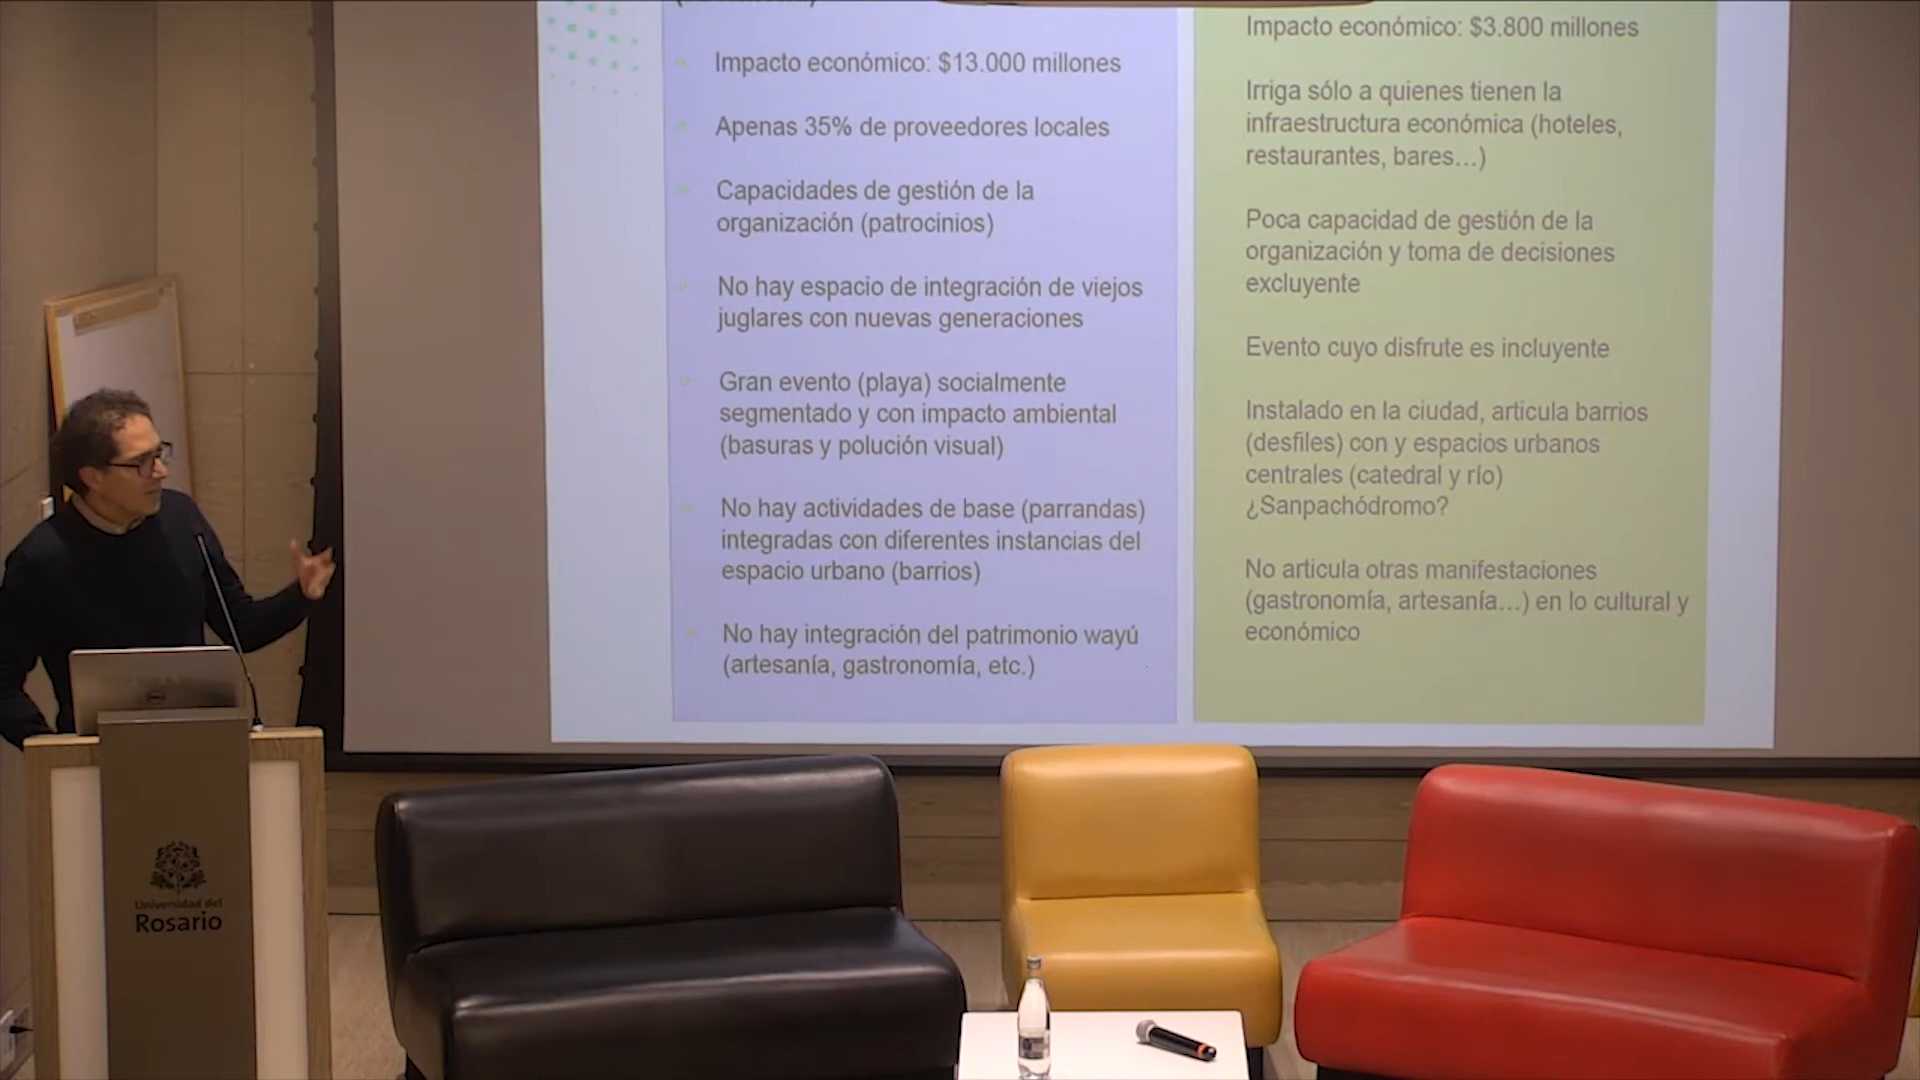 Impacto económico: $13.000 millones
Apenas 35% de proveedores locales
Capacidades de gestión de la
organización (patrocinios)
No hay espacio de integración de viejos
juglares con nuevas generaciones
Gran evento (playa) socialmente
segmentado y con impacto ambiental
(basuras y polución visual)
No hay actividades de base (parrandas)
integradas con diferentes instancias del
espacio urbano (barrios)
No hay integración del patrimonio wayú
(artesanía, gastronomía, etc.)
Impacto económico: $3.800 millones
Irriga sólo a quienes tienen la
infraestructura económica (hoteles,
restaurantes, bares…)
Poca capacidad de gestión de la
organización y toma de decisiones
excluyente
Evento cuyo disfrute es incluyente
Instalado en la ciudad, articula barrios
(desfiles) con y espacios urbanos
centrales (catedral y río)
¿Sanpachódromo?
No articula otras manifestaciones
(gastronomía, artesanía…) en lo cultural y
económico
Universidad del
Rosario